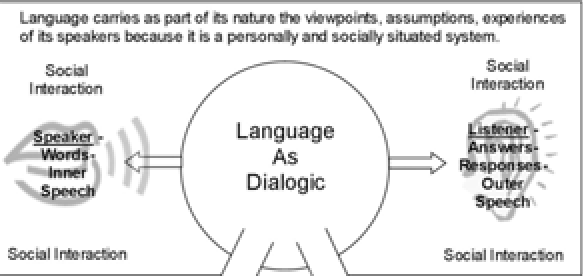 Language carries as part of its nature the viewpoints, assumptions, experiences
of its speakers because it is a personally and socially situated system.
Social
Interaction
Speaker -
Words-
Inner
Speech
Language
As
Dialogic
Social
Interaction
Listener -
Answers-
Responses-
Outer
Speech
Social Interaction
Social Interaction